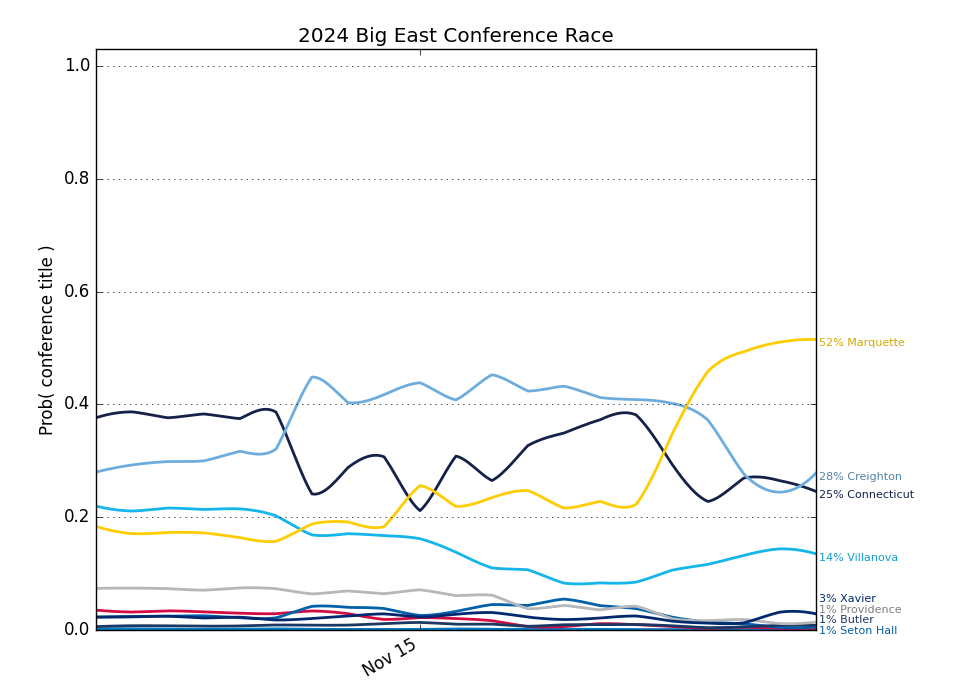 2024 Big East Conference Race
Prob( conference title )
1.0
0.8
0.6
0.4
0.2
0.0
Nov 15
52% Marquette
28% Creighton
25% Connecticut
14% Villanova
3% Xavier
1% Providence
1% Butler
1% Seton Hall